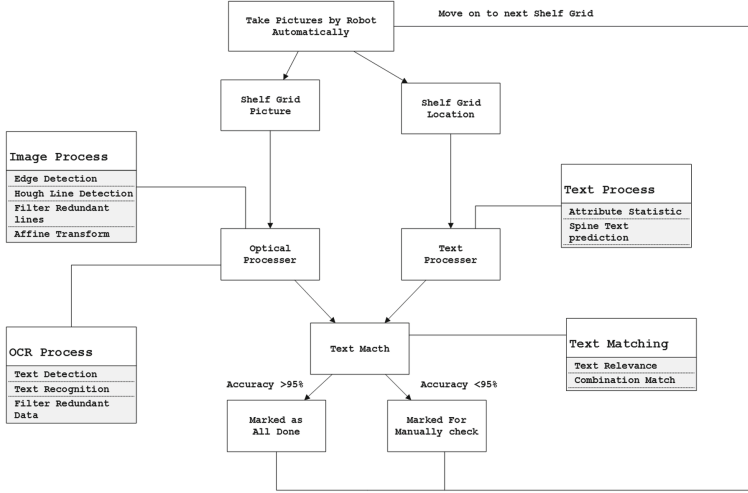 Take Pictures by Robot
Automatically
Move on to next Shelf Grid
Shelf Grid
Picture
Shelf Grid
Location
Image Process
Edge Detection
Hough Line Detection
Filter Redundant
lines
Affine Transform
Text Process
Attribute Statistic
Spine Text
prediction
Optical
Processer
Text
Processer
OCR Process
Text Detection
Text Recognition
Filter Redundant
Data
Text Macth
Text Matching
Text Relevance
Combination Match
Accuracy >95%
Accuracy <95%
Marked as
All Done
Marked For
Manually check